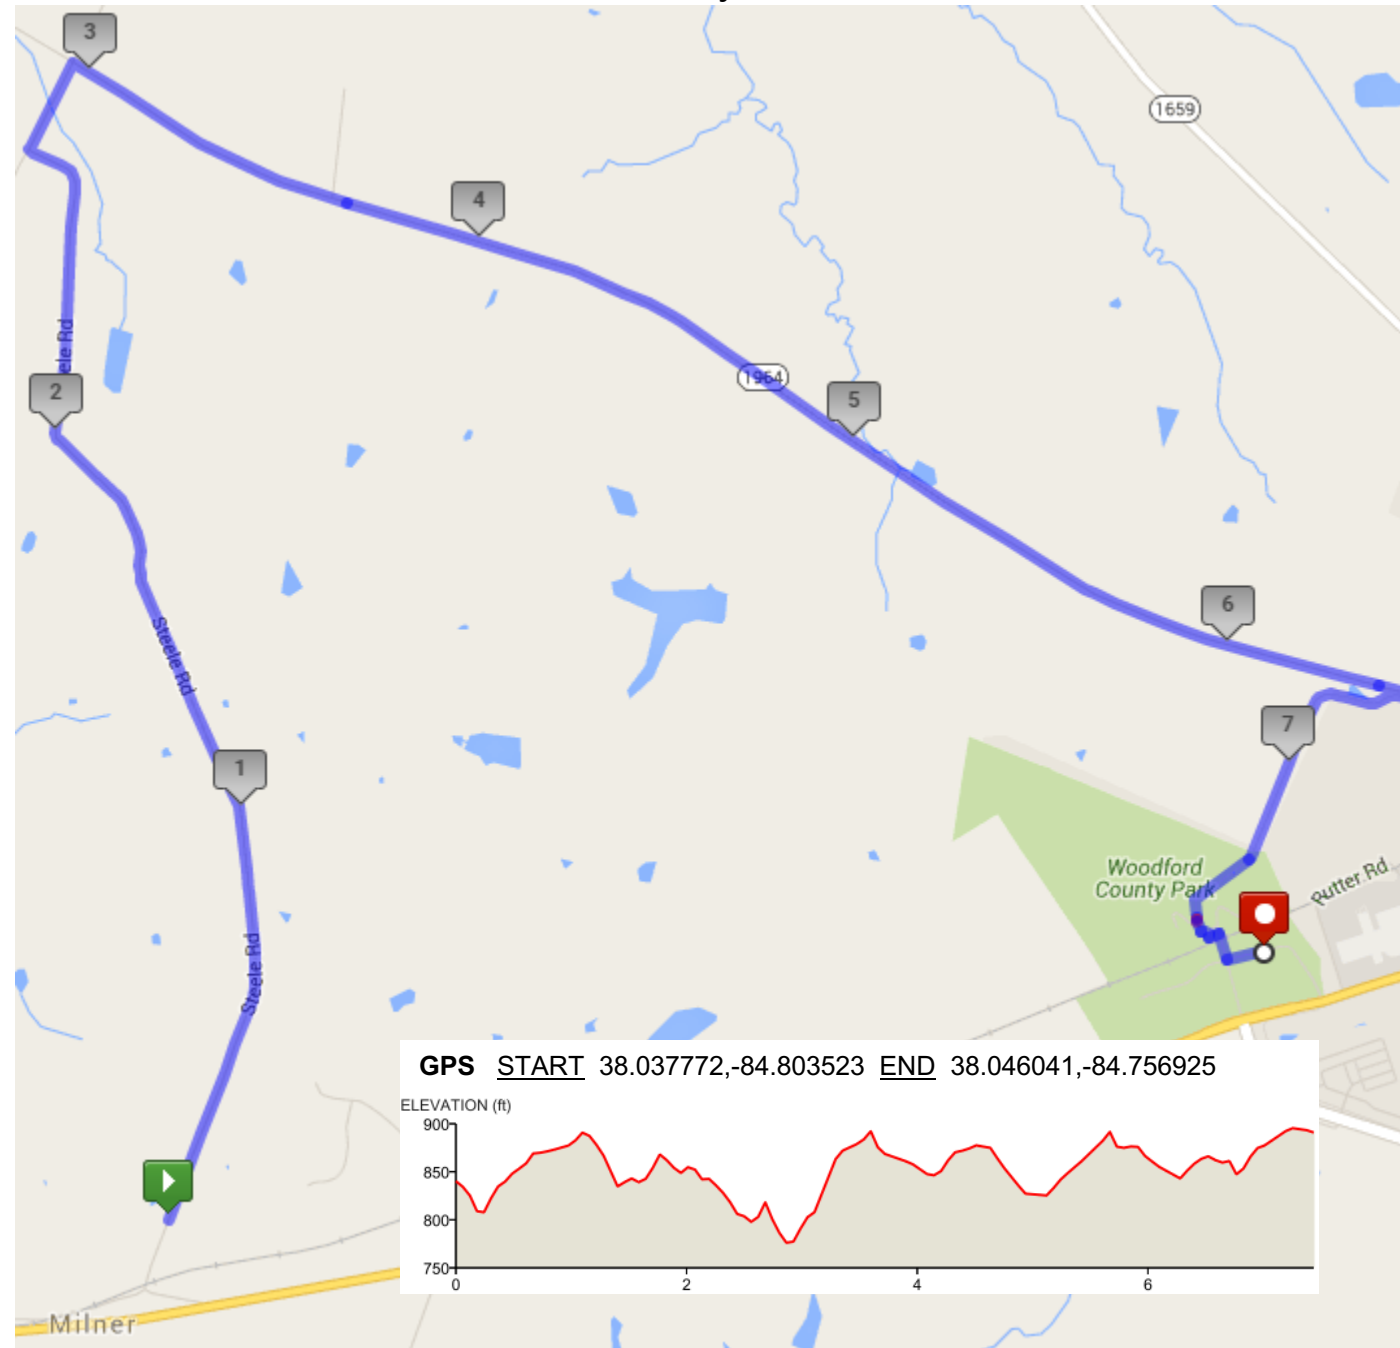 3
1659
4
ele Rd
1964
2
5
6
Steele Rd
7
1
Woodford
County Park
Rutter Rd
Steele Rd
GPS START 38.037772,-84.803523 END 38.046041,-84.756925
ELEVATION (ft)
900
850
800
750
0 2 4 6
Milner